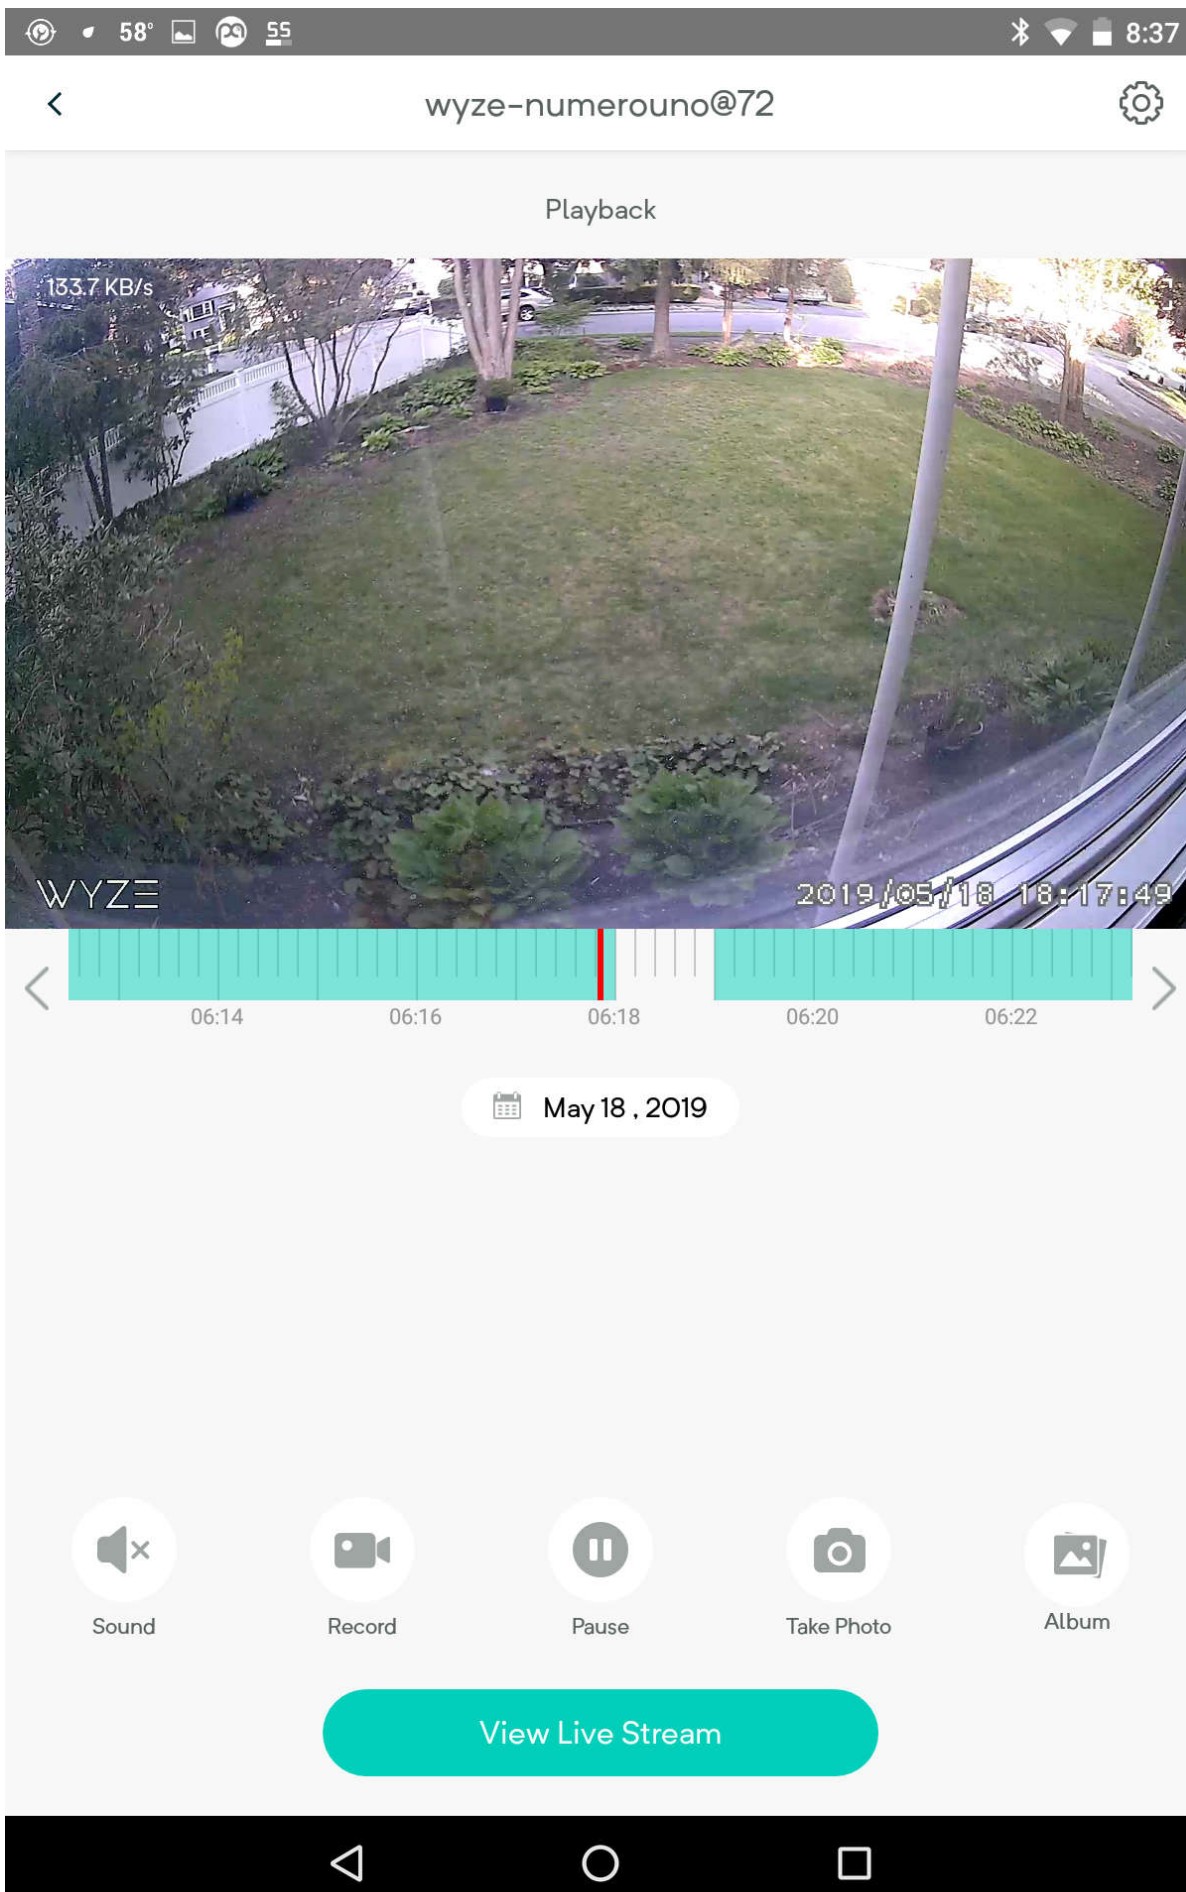 58° 55 8:37
wyze-numerouno@72
Playback
133.7 KB/s
WYZE 2019/05/18 18:17:49
06:14 06:16 06:18 06:20 06:22
May 18 , 2019
Sound Record Pause Take Photo Album
View Live Stream